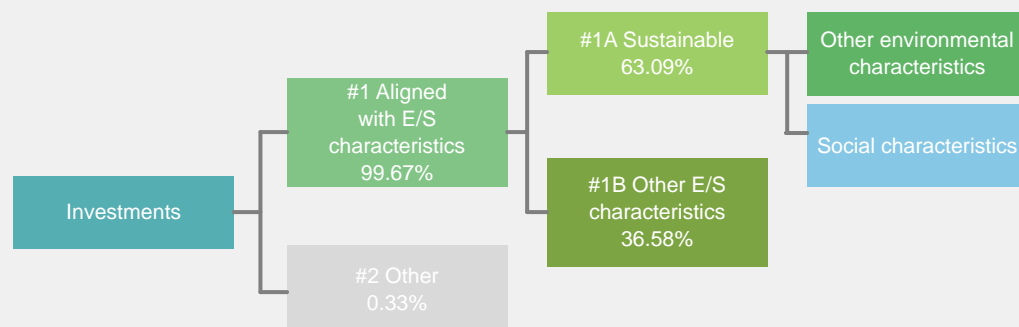 Investments
#1 Aligned
with E/S
characteristics
99.67%
#2 Other
0.33%
#1A Sustainable
63.09%
#1B Other E/S
characteristics
36.58%
Other environmental
characteristics
Social characteristics